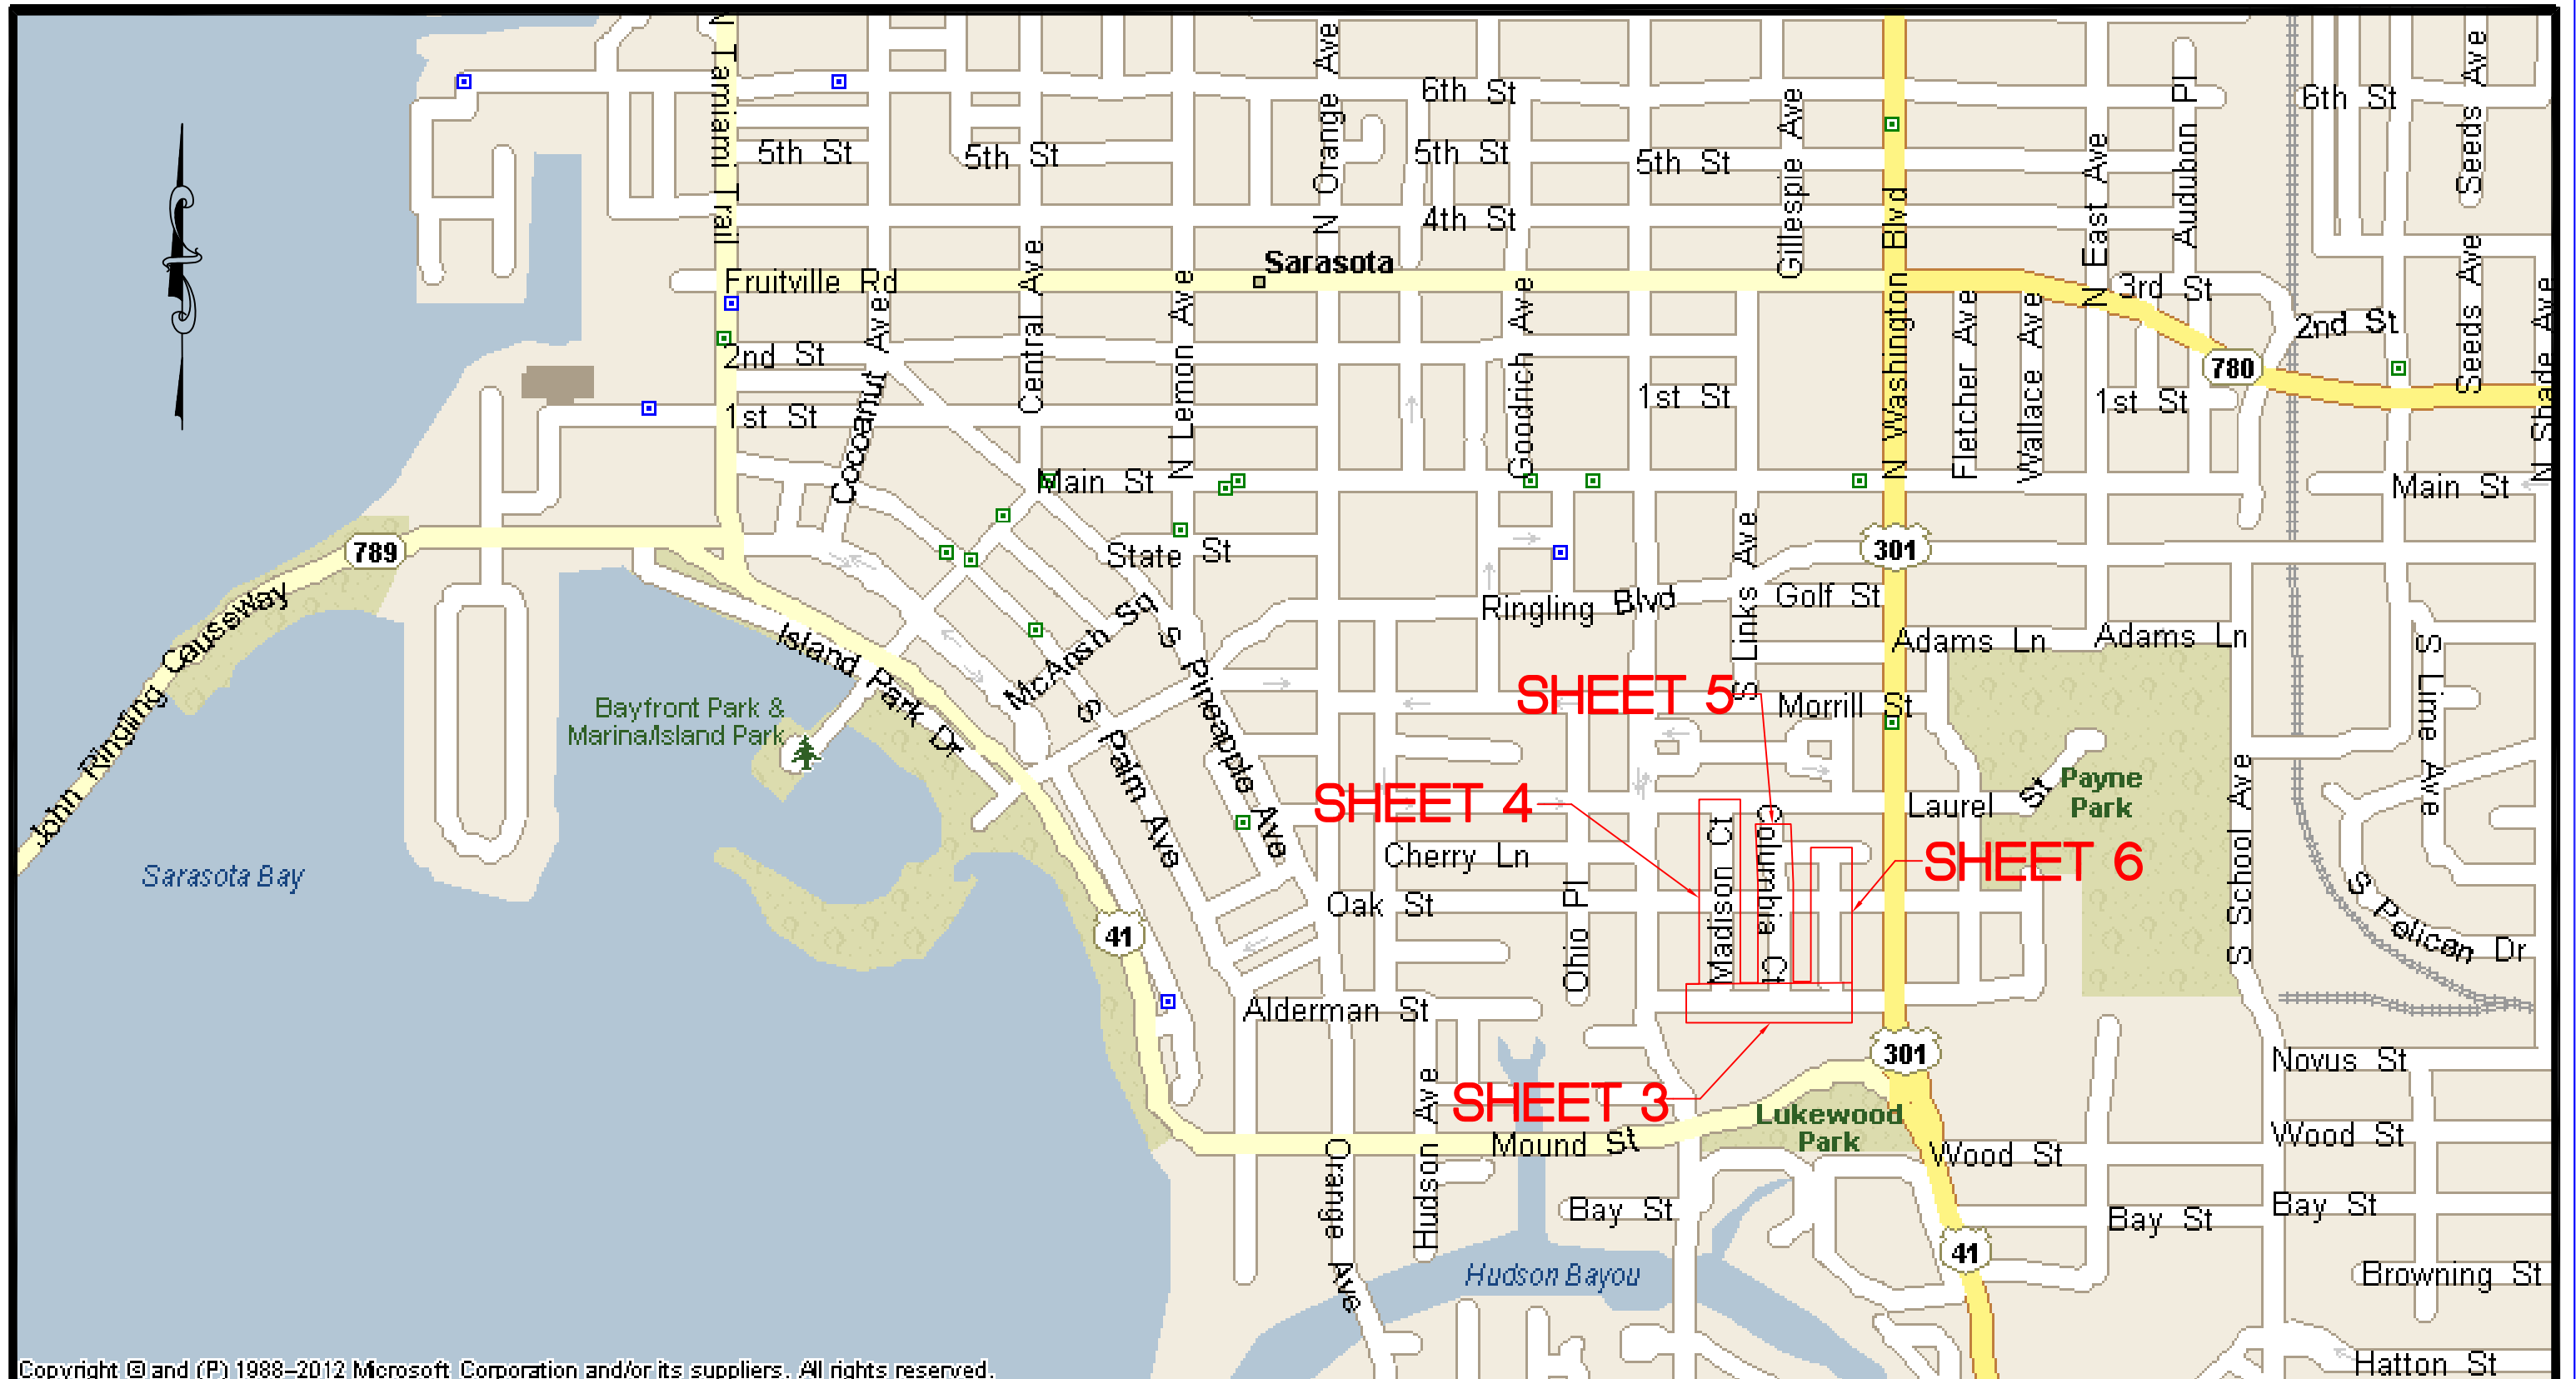 N Tamiami Trail
N Orange Ave
6th St
Gillespie Ave
Audubon Pl
6th St
Seeds Ave
5th St
5th St
5th St
5th St
N East Ave
4th St
N Washington Blvd
Sarasota
Fruitville Rd
Central Ave
N Lemon Ave
Goodrich Ave
3rd St
2nd St
Seeds Ave
N Shade Ave
2nd St
Cocoanut Ave
Fletcher Ave
Wallace Ave
780
1st St
1st St
1st St
Main St
Main St
789
State St
S Links Ave
301
John Ringling CaussWay
Ringling Blvd
Golf St
Adams Ln
Adams Ln
Island Park Dr
McAnsh Sq
S Pineapple Ave
S Lime Ave
SHEET 5
Morrill St
Bayfront Park &
Marina/Island Park
S Palm Ave
SHEET 4
Laurel St
Payne
Park
S School Ave
Madison Ct
Columbia Ct
Cherry Ln
SHEET 6
Sarasota Bay
Oak St
Ohio Pl
S Pelican Dr
41
Alderman St
301
Novus St
SHEET 3
Hudson Ave
Lukewood
Park
Mound St
Wood St
Wood St
Orange Ave
Bay St
Bay St
Bay St
41
Hudson Bayou
Browning St
Hatton St
Copyright © and (P) 1988–2012 Microsoft Corporation and/or its suppliers. All rights reserved.